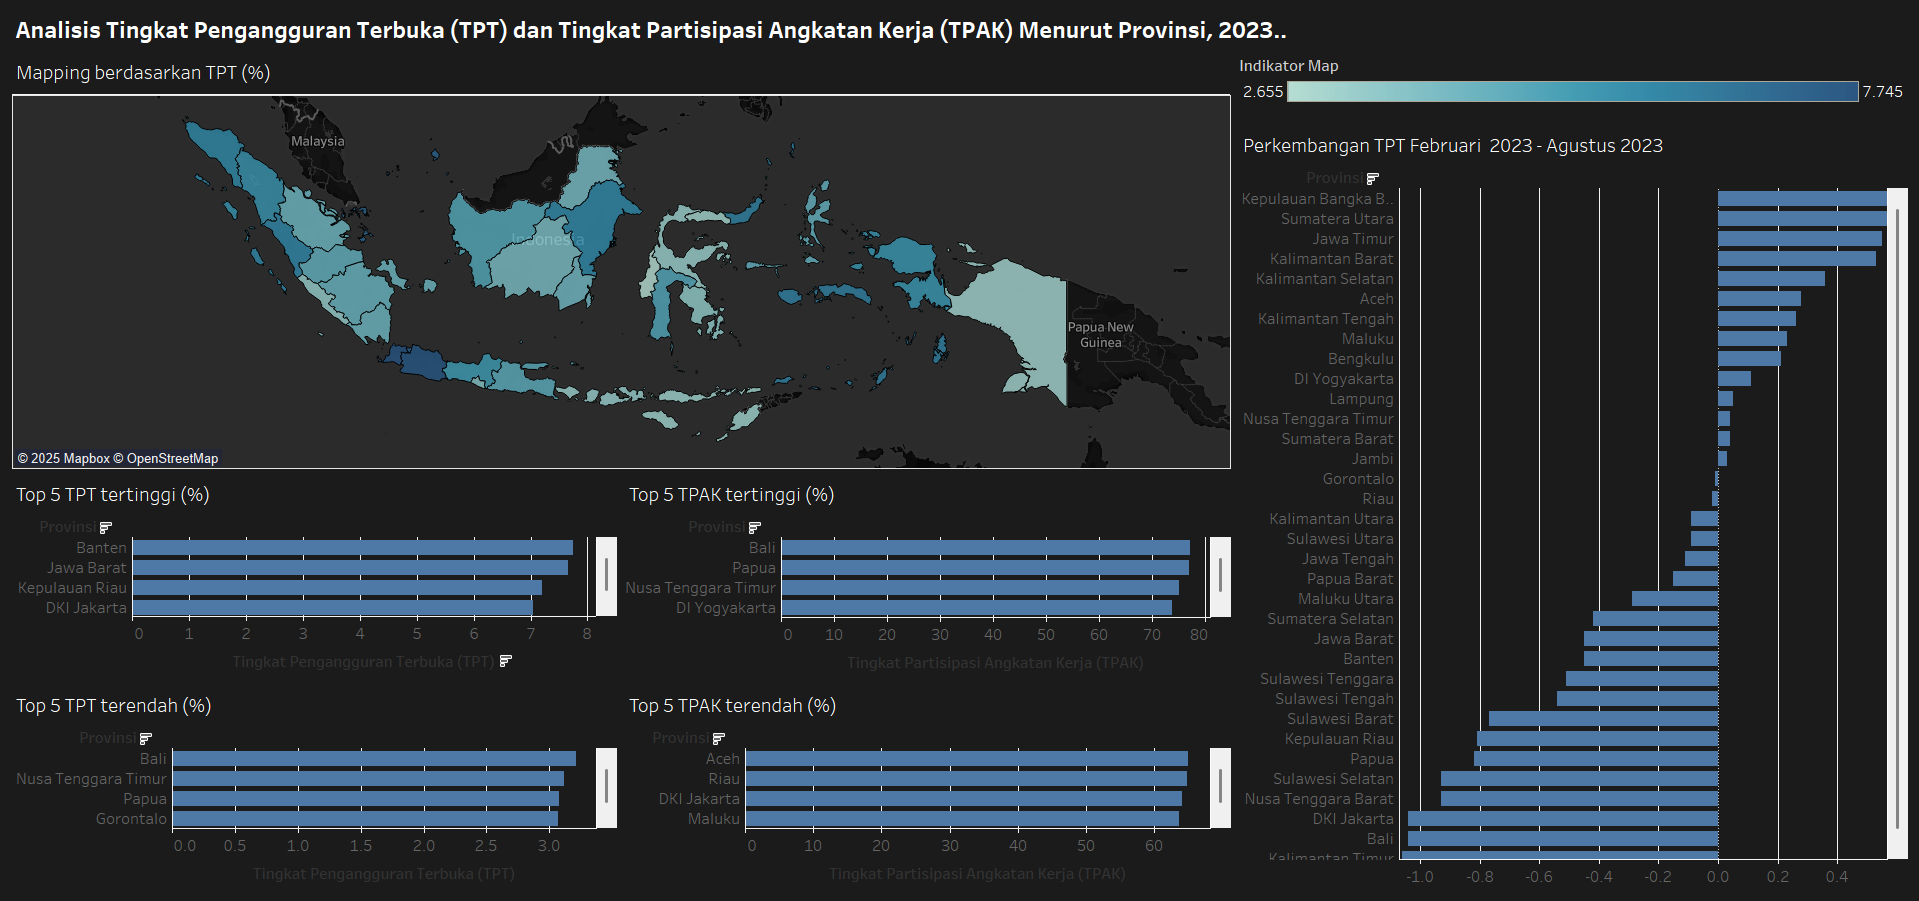 Analisis Tingkat Pengangguran Terbuka (TPT) dan Tingkat Partisipasi Angkatan Kerja (TPAK) Menurut Provinsi, 2023..
Mapping berdasarkan TPT (%)
Malaysia
Indonesia
Papua New
Guinea
© 2025 Mapbox © OpenStreetMap
Indikator Map
2.655 7.745
Top 5 TPT tertinggi (%)
Provinsi
Banten
Jawa Barat
Kepulauan Riau
DKI Jakarta
0 1 2 3 4 5 6 7 8
Tingkat Pengangguran Terbuka (TPT)
Top 5 TPAK tertinggi (%)
Provinsi
Bali
Papua
Nusa Tenggara Timur
DI Yogyakarta
0 10 20 30 40 50 60 70 80
Tingkat Partisipasi Angkatan Kerja (TPAK)
Top 5 TPT terendah (%)
Provinsi
Bali
Nusa Tenggara Timur
Papua
Gorontalo
0.0 0.5 1.0 1.5 2.0 2.5 3.0
Tingkat Pengangguran Terbuka (TPT)
Top 5 TPAK terendah (%)
Provinsi
Aceh
Riau
DKI Jakarta
Maluku
0 10 20 30 40 50 60
Tingkat Partisipasi Angkatan Kerja (TPAK)
Perkembangan TPT Februari 2023 - Agustus 2023
Provinsi
Kepulauan Bangka B..
Sumatera Utara
Jawa Timur
Kalimantan Barat
Kalimantan Selatan
Aceh
Kalimantan Tengah
Maluku
Bengkulu
DI Yogyakarta
Lampung
Nusa Tenggara Timur
Sumatera Barat
Jambi
Gorontalo
Riau
Kalimantan Utara
Sulawesi Utara
Jawa Tengah
Papua Barat
Maluku Utara
Sumatera Selatan
Jawa Barat
Banten
Sulawesi Tenggara
Sulawesi Tengah
Sulawesi Barat
Kepulauan Riau
Papua
Sulawesi Selatan
Nusa Tenggara Barat
DKI Jakarta
Bali
Kalimantan Timur
-1.0 -0.8 -0.6 -0.4 -0.2 0.0 0.2 0.4